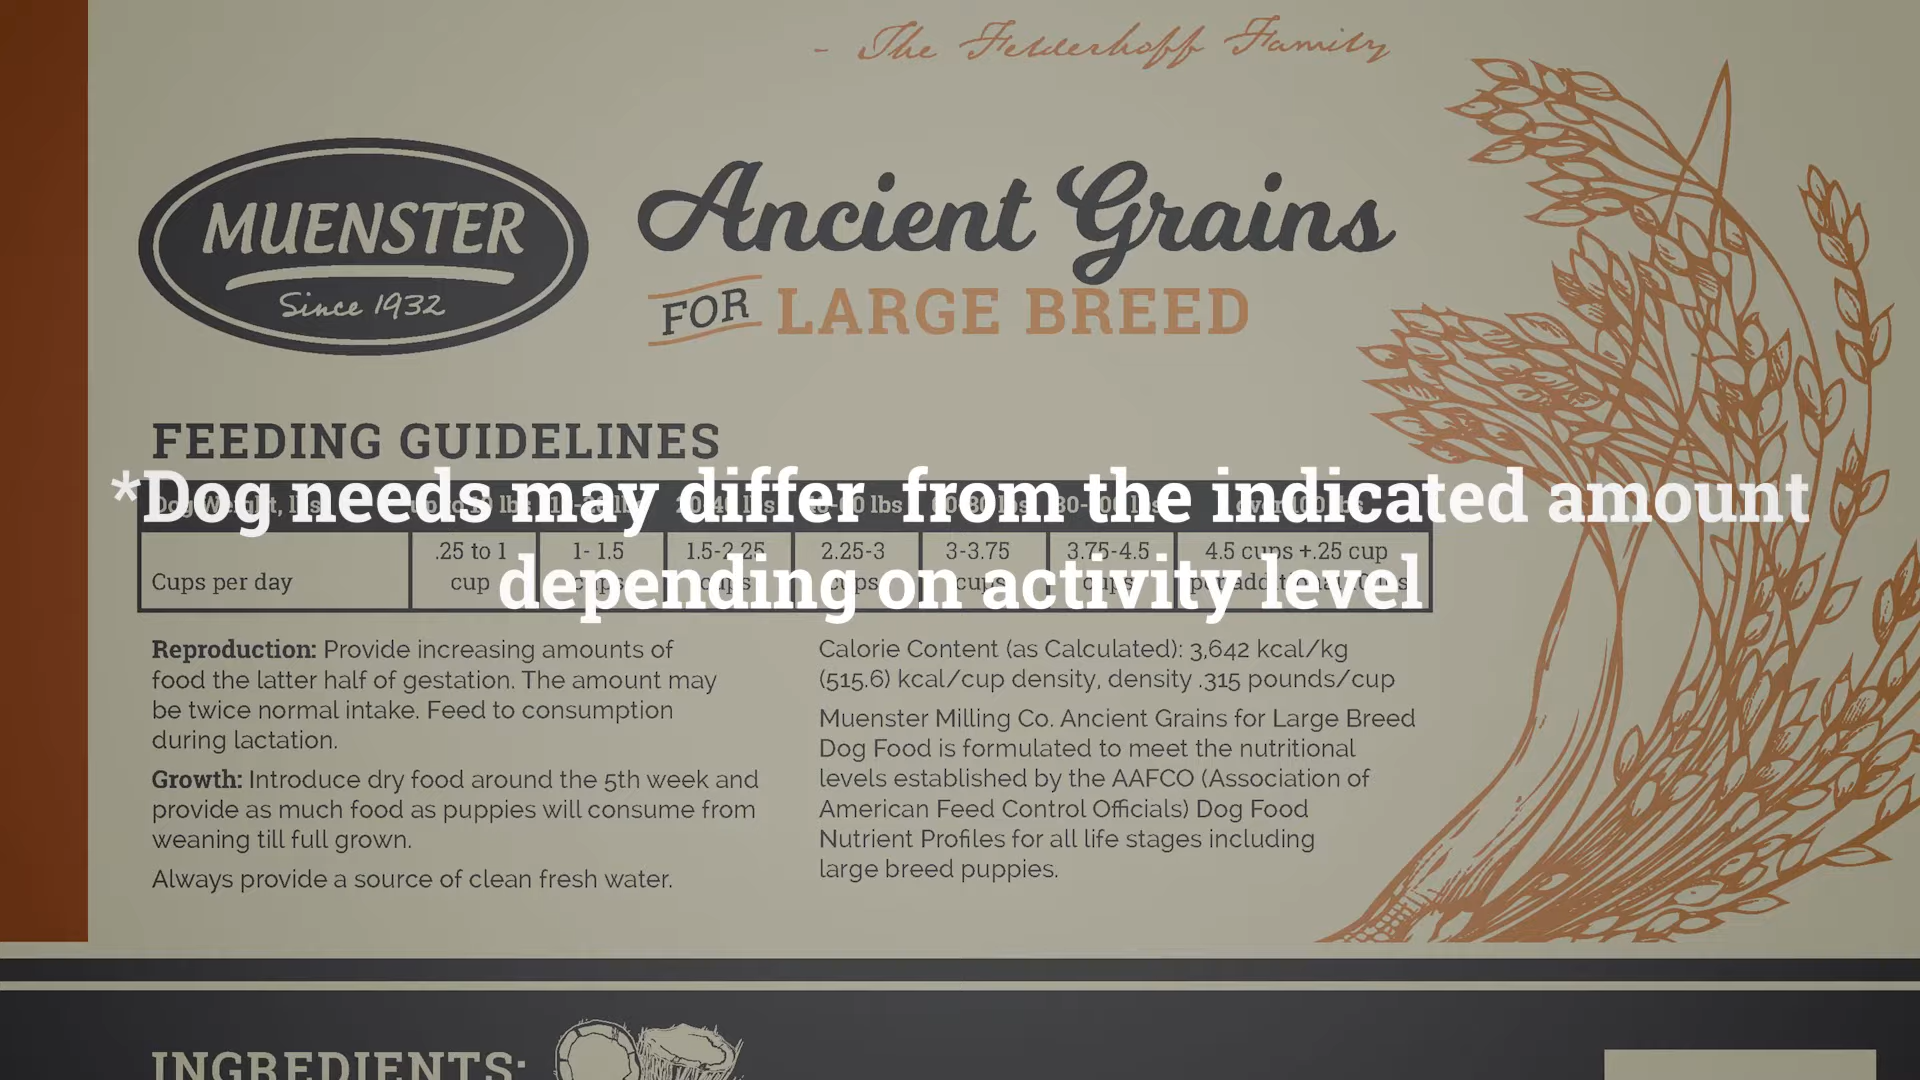 - The Felderhoff Family
MUENSTER
Since 1932
Ancient Grains
FOR LARGE BREED
FEEDING GUIDELINES
*Dog needs may differ from the indicated amount
depending on activity level
Dog Weight, lbs
Cups per day
.25 to 1
cup
1- 1.5
cups
1.5-2.25
cups
2.25-3
cups
3-3.75
cups
3.75-4.5
cups
4.5 cups +.25 cup
Reproduction: Provide increasing amounts of
food the latter half of gestation. The amount may
be twice normal intake. Feed to consumption
during lactation.
Growth: Introduce dry food around the 5th week and
provide as much food as puppies will consume from
weaning till full grown.
Always provide a source of clean fresh water.
Calorie Content (as Calculated): 3,642 kcal/kg
(515.6) kcal/cup density, density .315 pounds/cup
Muenster Milling Co. Ancient Grains for Large Breed
Dog Food is formulated to meet the nutritional
levels established by the AAFCO (Association of
American Feed Control Officials) Dog Food
Nutrient Profiles for all life stages including
large breed puppies.
INGREDIENTS: